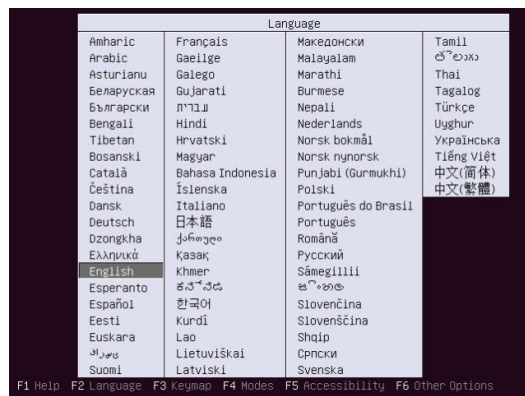 Language
Amharic
Arabic
Asturianu
Беларуская
Български
Bengali
Tibetan
Bosanski
Català
Čeština
Dansk
Deutsch
Dzongkha
Ελληνικά
English
Esperanto
Español
Eesti
Euskara
Suomi
Français
Gaeilge
Galego
Gujarati
עברית
Hindi
Hrvatski
Magyar
Bahasa Indonesia
Íslenska
Italiano
日本語
ქართული
Қазақ
Khmer
한국어
Kurdî
Lao
Lietuviškai
Latviski
Македонски
Malayalam
Marathi
Burmese
Nepali
Nederlands
Norsk bokmål
Norsk nynorsk
Punjabi (Gurmukhi)
Polski
Português do Brasil
Português
Română
Русский
Sámegillii
Slovenčina
Slovenščina
Shqip
Српски
Svenska
Tamil
Thai
Tagalog
Türkçe
Uyghur
Українська
Tiếng Việt
中文(简体)
中文(繁體)
F1 Help F2 Language F3 Keymap F4 Modes F5 Accessibility F6 Other Options